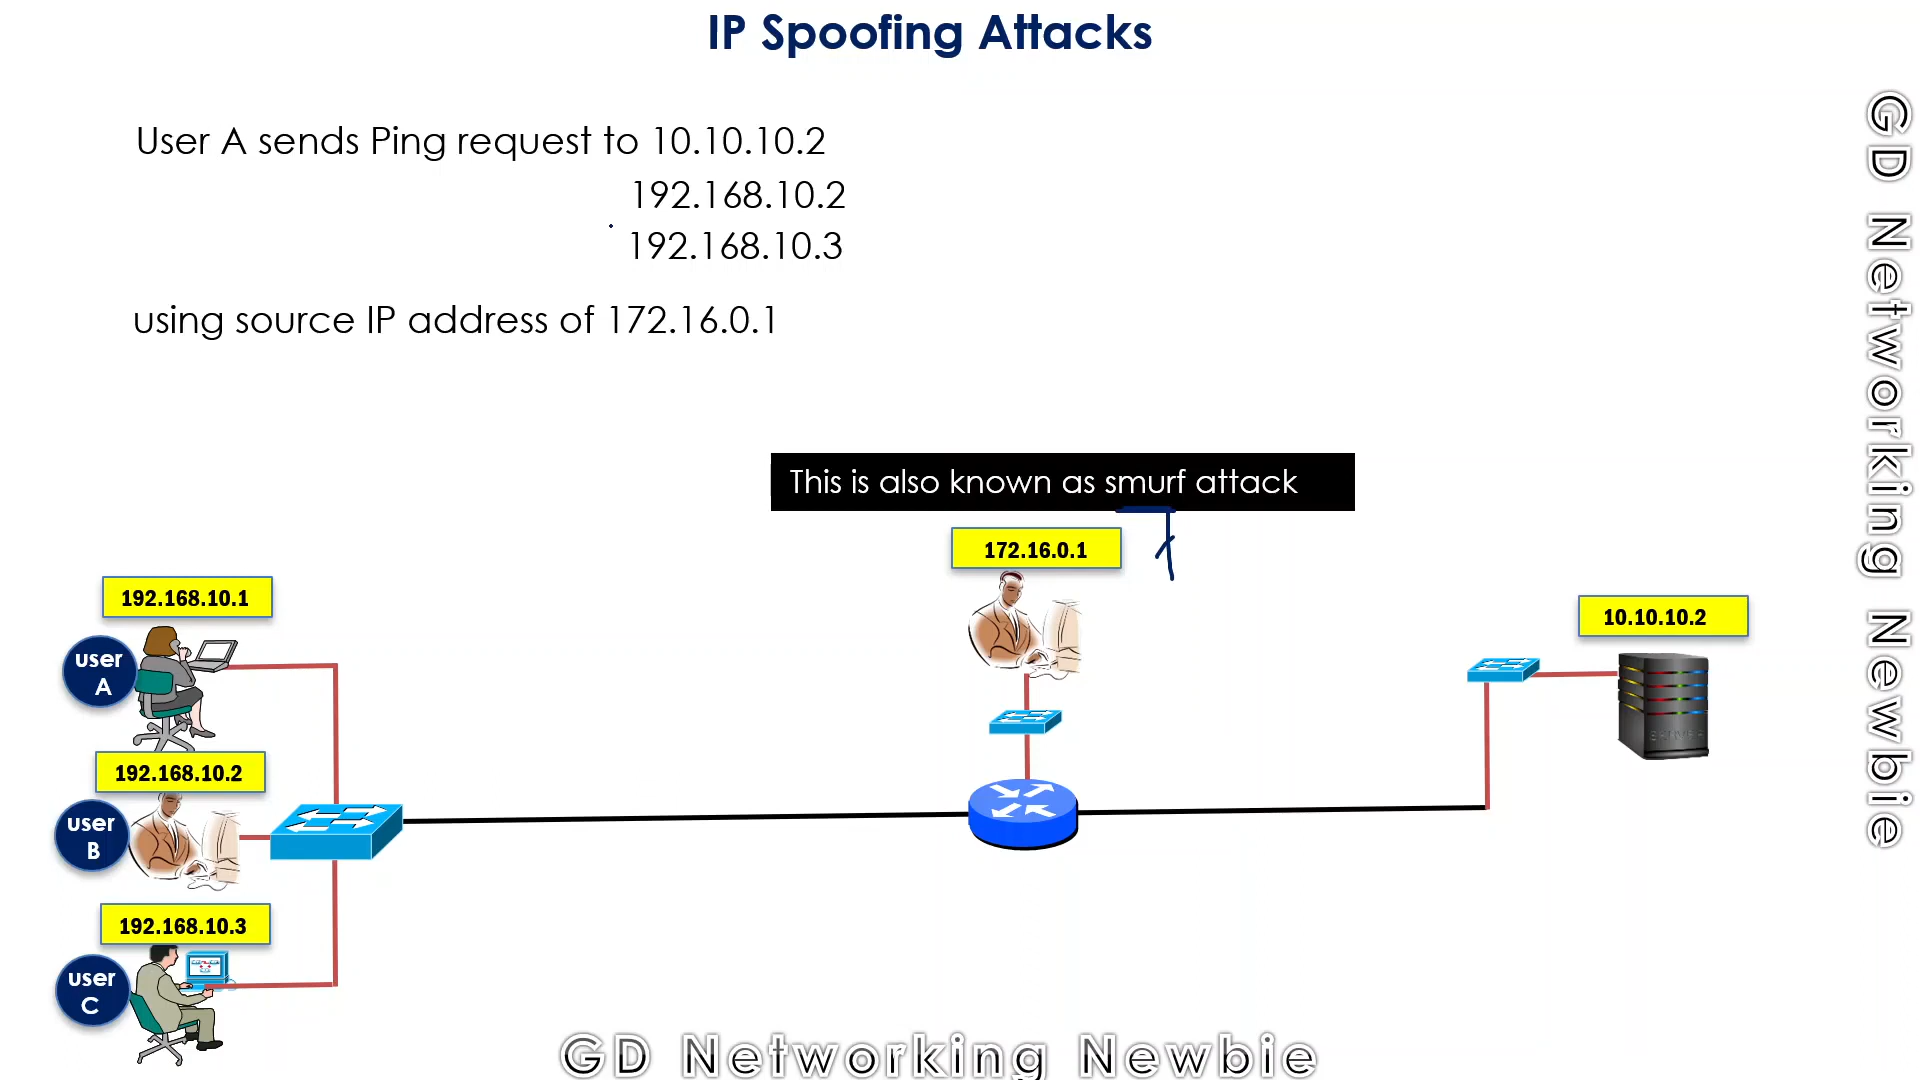 IP Spoofing Attacks
User A sends Ping request to 10.10.10.2
192.168.10.2
192.168.10.3
using source IP address of 172.16.0.1
This is also known as smurf attack
172.16.0.1
192.168.10.1
10.10.10.2
user
A
192.168.10.2
user
B
192.168.10.3
user
C
GD Networking Newbie
GD Networking Newbie